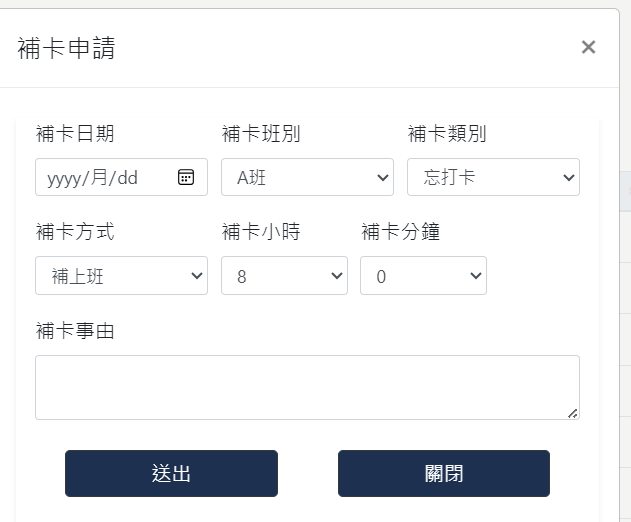 補卡申請 ×
補卡日期 補卡班別 補卡類別
yyyy/月/dd A班 忘打卡
補卡方式 補卡小時 補卡分鐘
補上班 8 0
補卡事由
送出 關閉